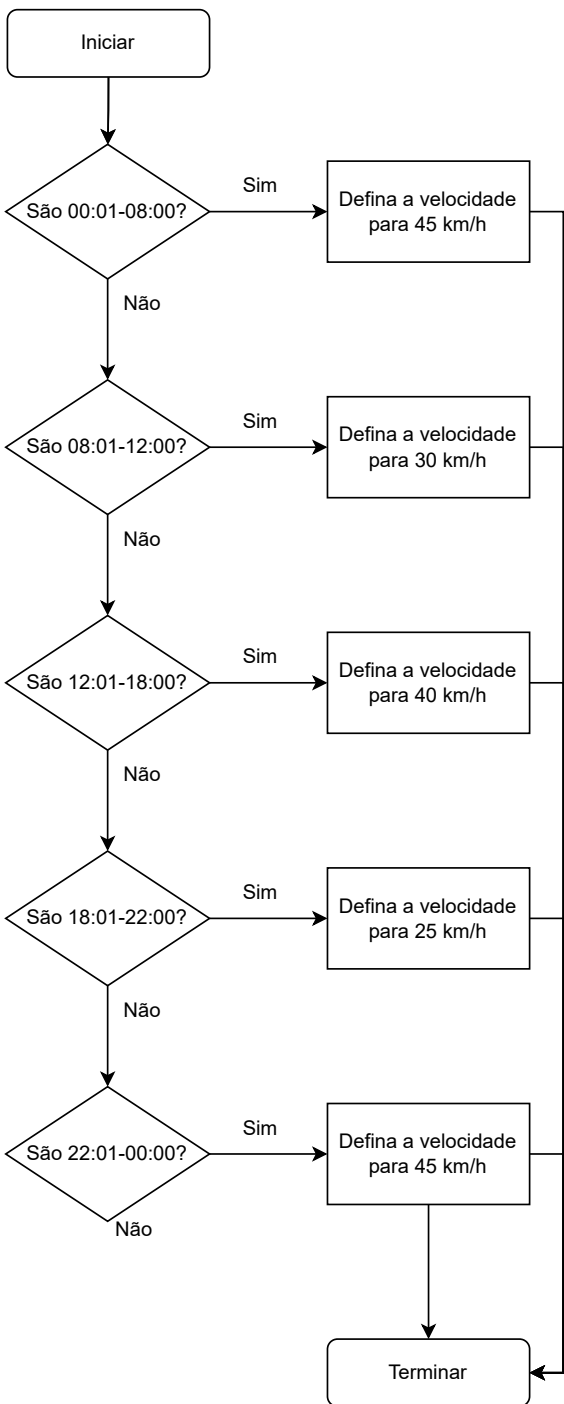 Iniciar
São 00:01-08:00?
Sim
Defina a velocidade
para 45 km/h
Não
São 08:01-12:00?
Sim
Defina a velocidade
para 30 km/h
Não
São 12:01-18:00?
Sim
Defina a velocidade
para 40 km/h
Não
São 18:01-22:00?
Sim
Defina a velocidade
para 25 km/h
Não
São 22:01-00:00?
Sim
Defina a velocidade
para 45 km/h
Não
Terminar